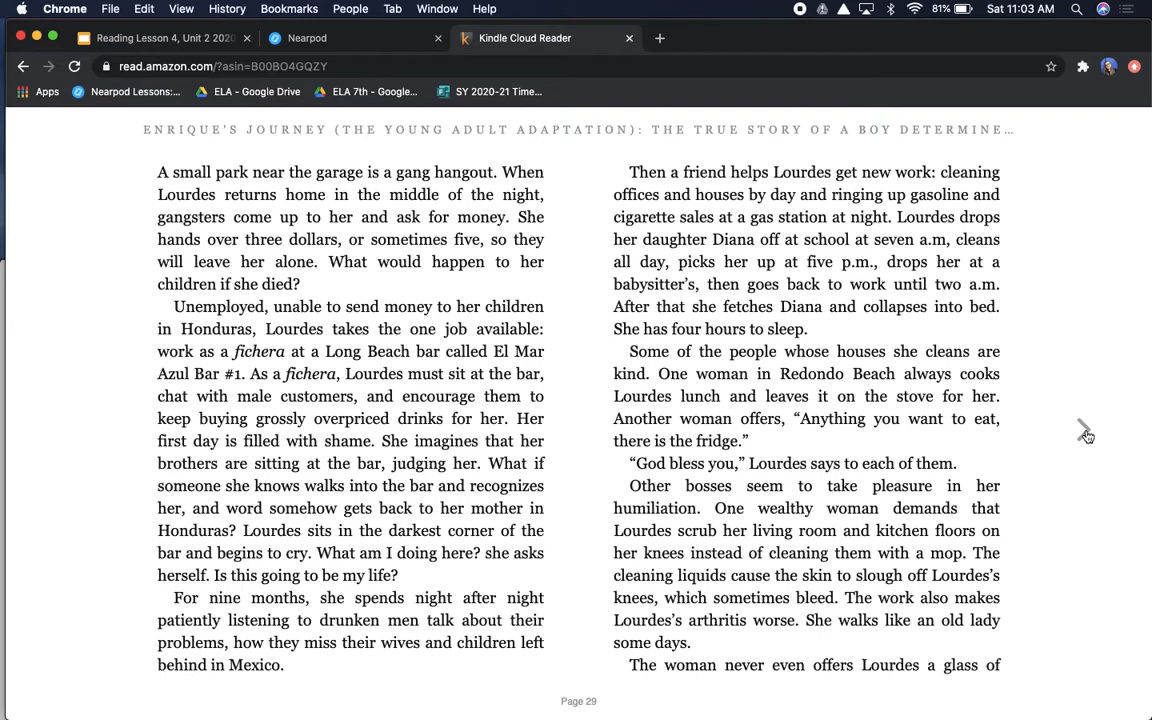 Chrome File Edit View History Bookmarks People Tab Window Help 81% Sat 11:03 AM
Reading Lesson 4, Unit 2 2020 Nearpod Kindle Cloud Reader
read.amazon.com/?asin=B00BO4GQZY
Apps Nearpod Lessons:... ELA - Google Drive ELA 7th - Google... SY 2020-21 Time...
ENRIQUE'S JOURNEY (THE YOUNG ADULT ADAPTATION): THE TRUE STORY OF A BOY DETERMINE...
A small park near the garage is a gang hangout. When
Lourdes returns home in the middle of the night,
gangsters come up to her and ask for money. She
hands over three dollars, or sometimes five, so they
will leave her alone. What would happen to her
children if she died?
Unemployed, unable to send money to her children
in Honduras, Lourdes takes the one job available:
work as a fichera at a Long Beach bar called El Mar
Azul Bar #1. As a fichera, Lourdes must sit at the bar,
chat with male customers, and encourage them to
keep buying grossly overpriced drinks for her. Her
first day is filled with shame. She imagines that her
brothers are sitting at the bar, judging her. What if
someone she knows walks into the bar and recognizes
her, and word somehow gets back to her mother in
Honduras? Lourdes sits in the darkest corner of the
bar and begins to cry. What am I doing here? she asks
herself. Is this going to be my life?
For nine months, she spends night after night
patiently listening to drunken men talk about their
problems, how they miss their wives and children left
behind in Mexico.
Then a friend helps Lourdes get new work: cleaning
offices and houses by day and ringing up gasoline and
cigarette sales at a gas station at night. Lourdes drops
her daughter Diana off at school at seven a.m, cleans
all day, picks her up at five p.m., drops her at a
babysitter's, then goes back to work until two a.m.
After that she fetches Diana and collapses into bed.
She has four hours to sleep.
Some of the people whose houses she cleans are
kind. One woman in Redondo Beach always cooks
Lourdes lunch and leaves it on the stove for her.
Another woman offers, “Anything you want to eat,
there is the fridge.”
“God bless you,” Lourdes says to each of them.
Other bosses seem to take pleasure in her
humiliation. One wealthy woman demands that
Lourdes scrub her living room and kitchen floors on
her knees instead of cleaning them with a mop. The
cleaning liquids cause the skin to slough off Lourdes's
knees, which sometimes bleed. The work also makes
Lourdes's arthritis worse. She walks like an old lady
some days.
The woman never even offers Lourdes a glass of
Page 29